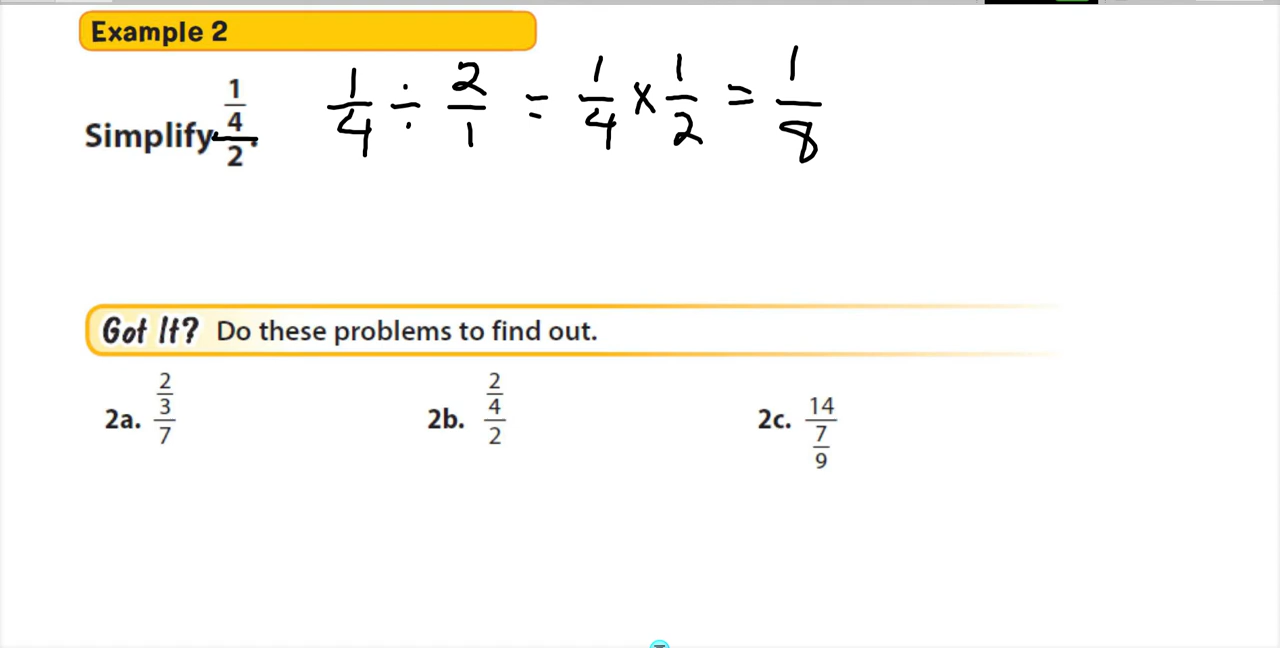 Example 2
Simplify 1/4/2. 1/4 ÷ 2/1 = 1/4 × 1/2 = 1/8
Got It? Do these problems to find out.
2a. 2/3/7 2b. 2/4/2 2c. 14/7/9